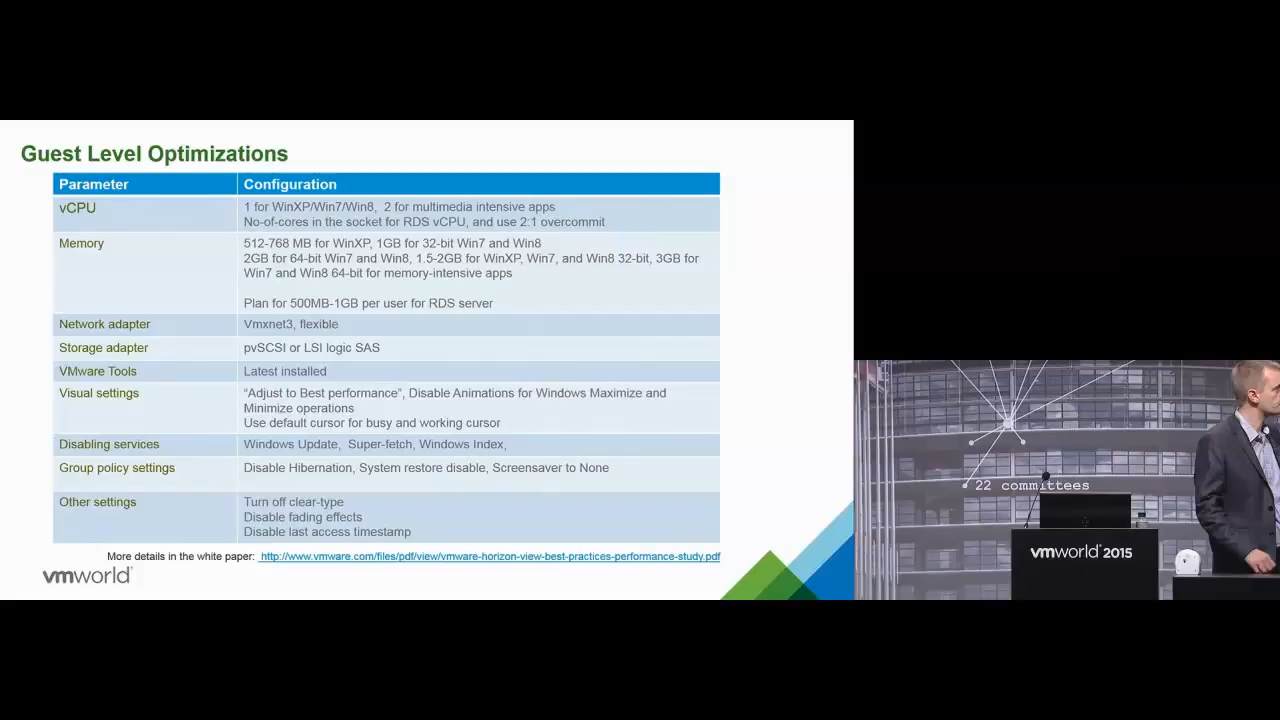 Guest Level Optimizations
Parameter
Configuration
vCPU
1 for WinXP/Win7/Win8,  2 for multimedia intensive apps
No-of-cores in the socket for RDS vCPU, and use 2:1 overcommit
Memory
512-768 MB for WinXP, 1GB for 32-bit Win7 and Win8
2GB for 64-bit Win7 and Win8, 1.5-2GB for WinXP, Win7, and Win8 32-bit, 3GB for
Win7 and Win8 64-bit for memory-intensive apps
Plan for 500MB-1GB per user for RDS server
Network adapter
Vmxnet3, flexible
Storage adapter
pvSCSI or LSI logic SAS
VMware Tools
Latest installed
Visual settings
“Adjust to Best performance”, Disable Animations for Windows Maximize and
Minimize operations
Use default cursor for busy and working cursor
Disabling services
Windows Update,  Super-fetch, Windows Index,
Group policy settings
Disable Hibernation, System restore disable, Screensaver to None
Other settings
Turn off clear-type
Disable fading effects
Disable last access timestamp
More details in the white paper:  http://www.vmware.com/files/pdf/view/vmware-horizon-view-best-practices-performance-study.pdf
vmworld®
22 committees
vmworld® 2015